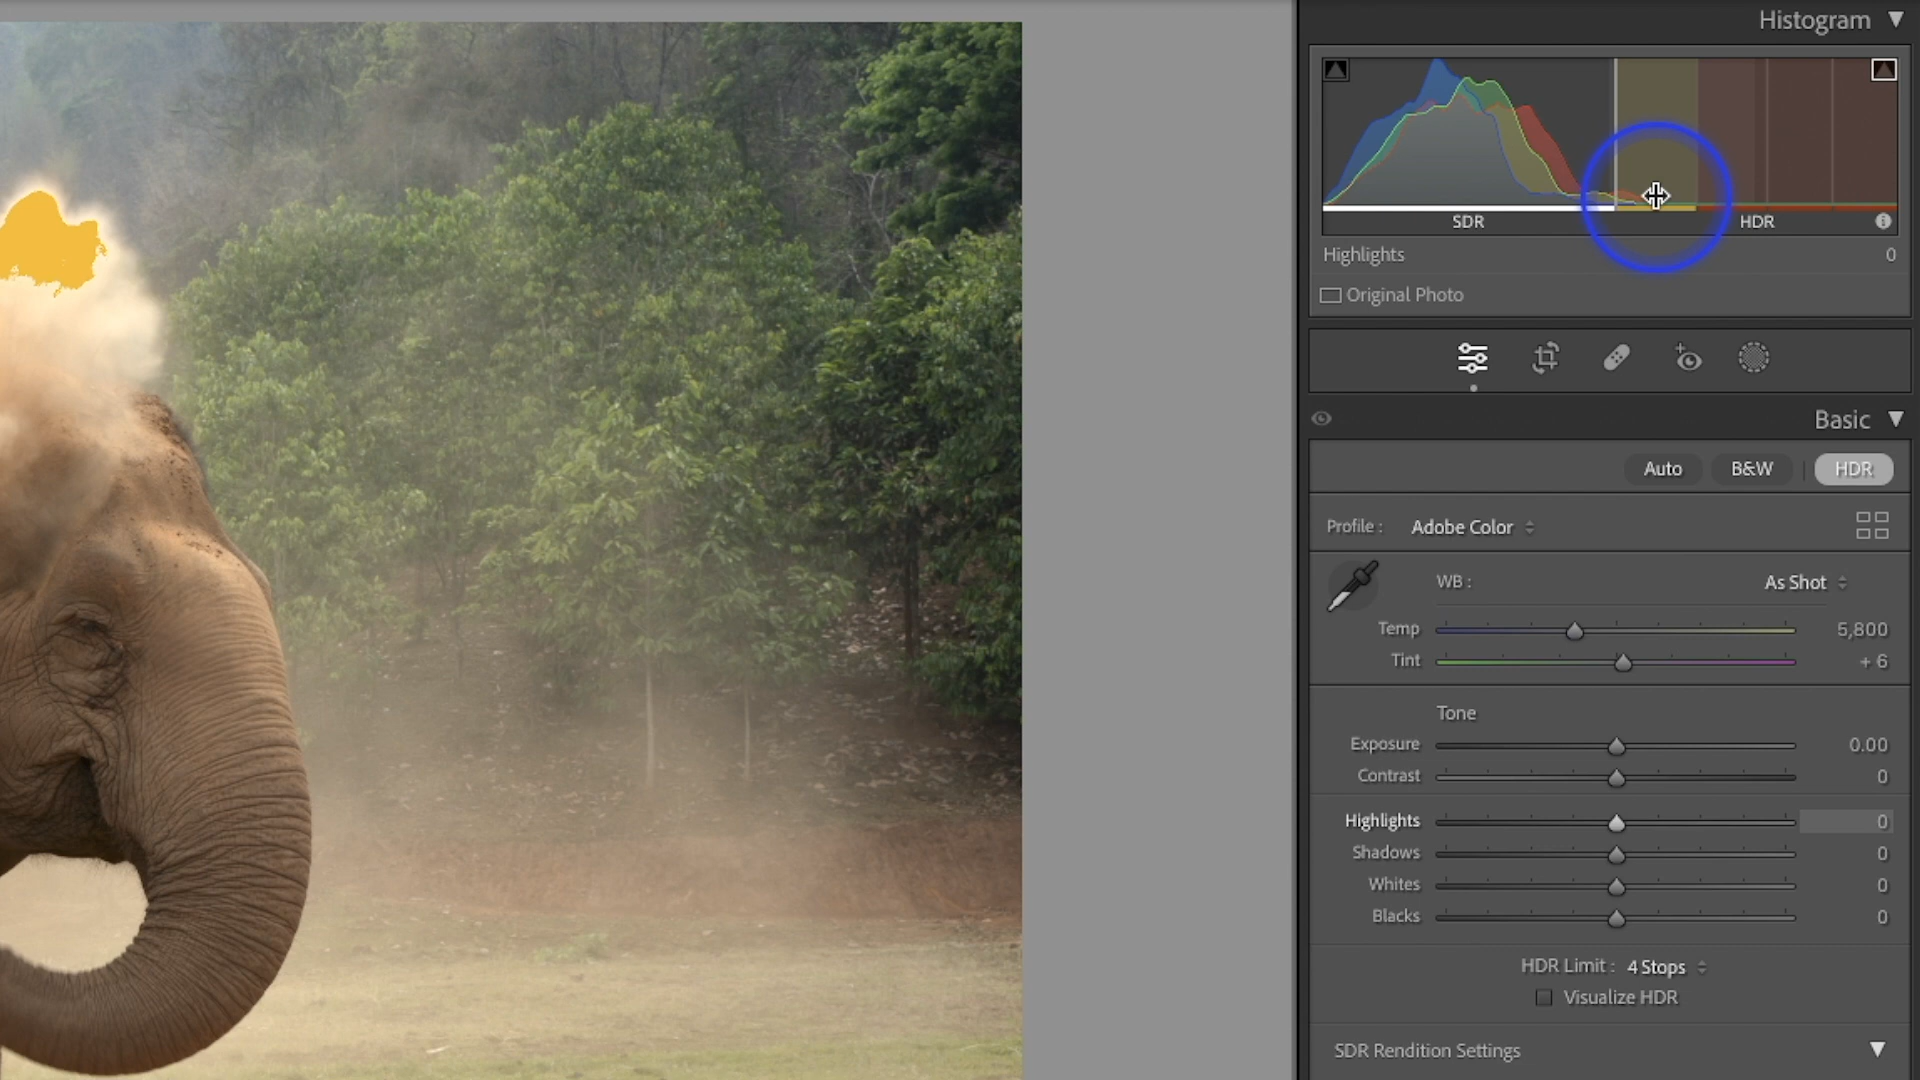 Histogram
SDR HDR
Highlights 0
Original Photo
Basic
Auto B&W HDR
Profile : Adobe Color
WB : As Shot
Temp 5,800
Tint + 6
Tone
Exposure 0.00
Contrast 0
Highlights 0
Shadows 0
Whites 0
Blacks 0
HDR Limit : 4 Stops
Visualize HDR
SDR Rendition Settings